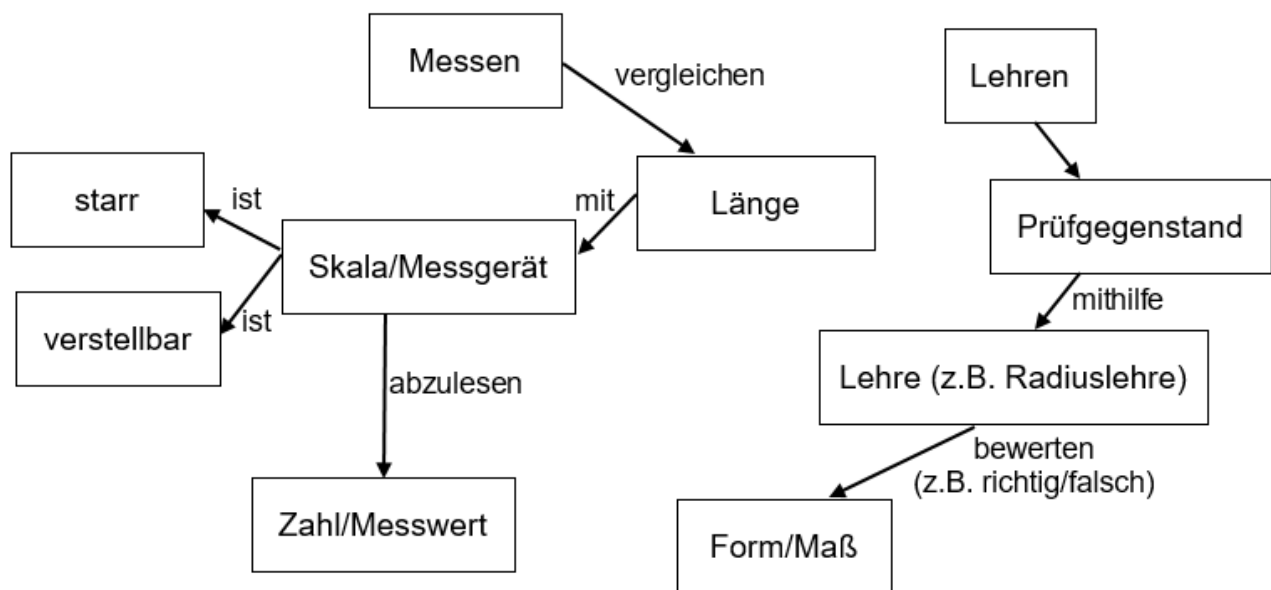 Messen
vergleichen
Länge
mit
Skala/Messgerät
ist
starr
ist
verstellbar
abzulesen
Zahl/Messwert
Lehren
Prüfgegenstand
mithilfe
Lehre (z.B. Radiuslehre)
bewerten
(z.B. richtig/falsch)
Form/Maß